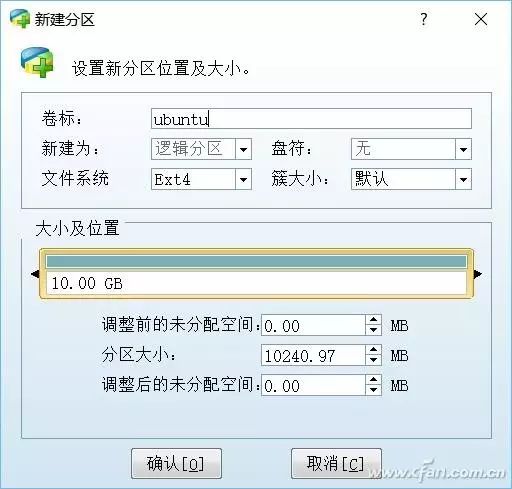 新建分区 ?
设置新分区位置及大小。
卷标： ubuntu
新建为： 逻辑分区 盘符： 无
文件系统 Ext4 簇大小： 默认
大小及位置
10.00 GB
调整前的未分配空间： 0.00 MB
分区大小： 10240.97 MB
调整后的未分配空间： 0.00 MB
确认[O] 取消[C]
www.cfan.com.cn